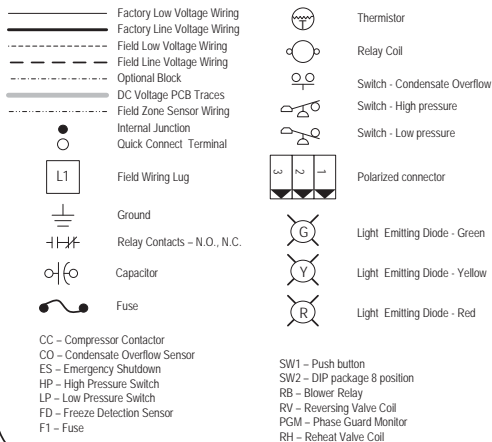 Factory Low Voltage Wiring
Factory Line Voltage Wiring
Field Low Voltage Wiring
Field Line Voltage Wiring
Optional Block
DC Voltage PCB Traces
Field Zone Sensor Wiring
Internal Junction
Quick Connect Terminal
L1 Field Wiring Lug
Ground
Relay Contacts – N.O., N.C.
Capacitor
Fuse
T Thermistor
Relay Coil
Switch - Condensate Overflow
Switch - High pressure
Switch - Low pressure
3 2 1 Polarized connector
G Light Emitting Diode - Green
Y Light Emitting Diode - Yellow
R Light Emitting Diode - Red
CC – Compressor Contactor
CO – Condensate Overflow Sensor
ES – Emergency Shutdown
HP – High Pressure Switch
LP – Low Pressure Switch
FD – Freeze Detection Sensor
F1 – Fuse
SW1 – Push button
SW2 – DIP package 8 position
RB – Blower Relay
RV – Reversing Valve Coil
PGM – Phase Guard Monitor
RH – Reheat Valve Coil